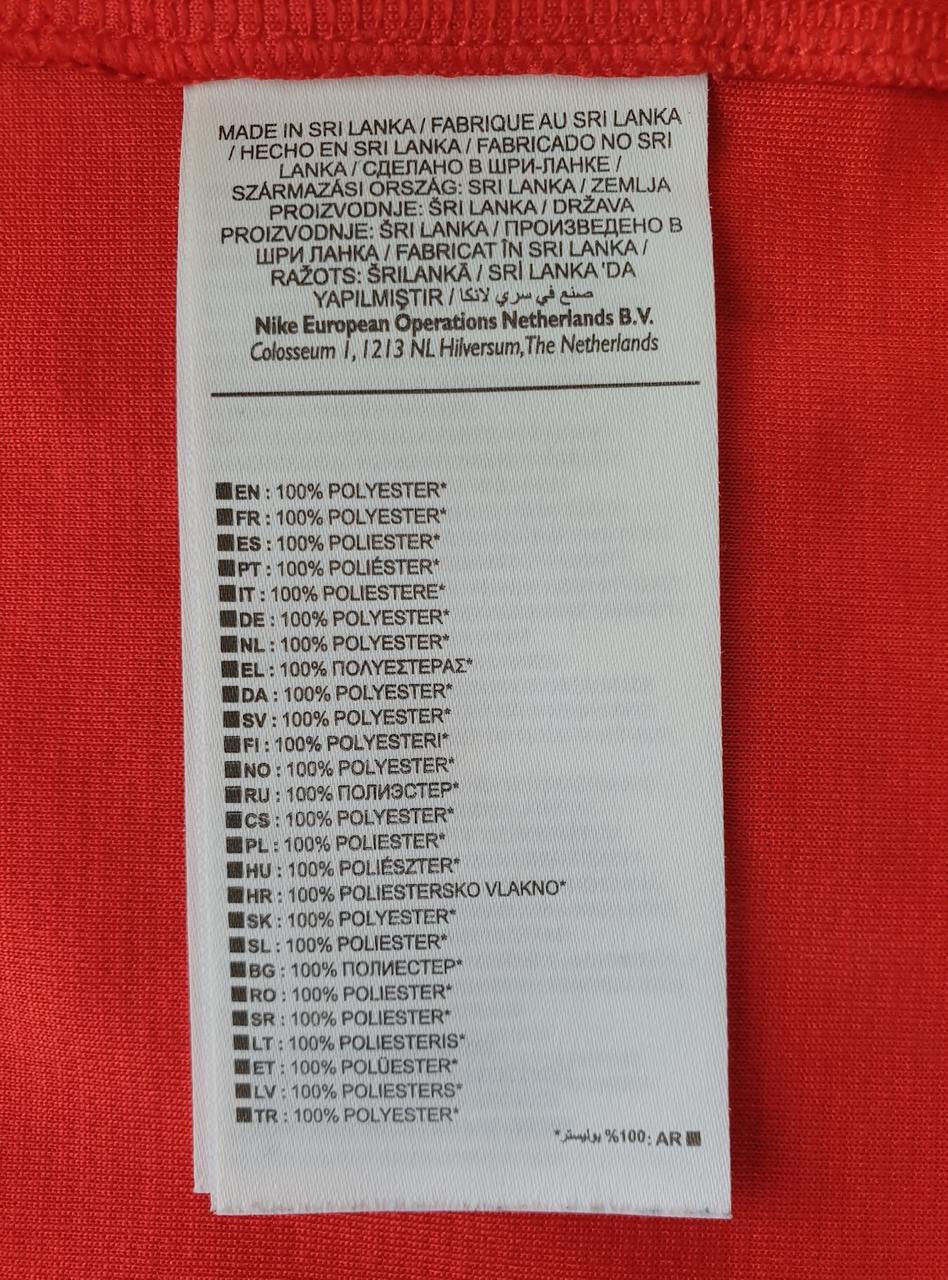 MADE IN SRI LANKA / FABRIQUE AU SRI LANKA
/ HECHO EN SRI LANKA / FABRICADO NO SRI
LANKA / СДЕЛАНО В ШРИ-ЛАНКЕ /
SZÁRMAZÁSI ORSZÁG: SRI LANKA / ZEMLJA
PROIZVODNJE: ŠRI LANKA / DRŽAVA
PROIZVODNJE: ŠRI LANKA / ПРОИЗВЕДЕНО В
ШРИ ЛАНКА / FABRICAT ÎN SRI LANKA /
RAŽOTS: ŠRILANKĀ / SRİ LANKA 'DA
YAPILMIŞTIR / صنع في سري لانكا
Nike European Operations Netherlands B.V.
Colosseum 1, 1213 NL Hilversum, The Netherlands
EN : 100% POLYESTER*
FR : 100% POLYESTER*
ES : 100% POLIESTER*
PT : 100% POLIÉSTER*
IT : 100% POLIESTERE*
DE : 100% POLYESTER*
NL : 100% POLYESTER*
EL : 100% ΠΟΛΥΕΣΤΕΡΑΣ*
DA : 100% POLYESTER*
SV : 100% POLYESTER*
FI : 100% POLYESTERI*
NO : 100% POLYESTER*
RU : 100% ПОЛИЭСТЕР*
CS : 100% POLYESTER*
PL : 100% POLIESTER*
HU : 100% POLIÉSZTER*
HR : 100% POLIESTERSKO VLAKNO*
SK : 100% POLYESTER*
SL : 100% POLIESTER*
BG : 100% ПОЛИЕСТЕР*
RO : 100% POLIESTER*
SR : 100% POLIESTER*
LT : 100% POLIESTERIS*
ET : 100% POLÜESTER*
LV : 100% POLIESTERS*
TR : 100% POLYESTER*
AR :100% بوليستر*